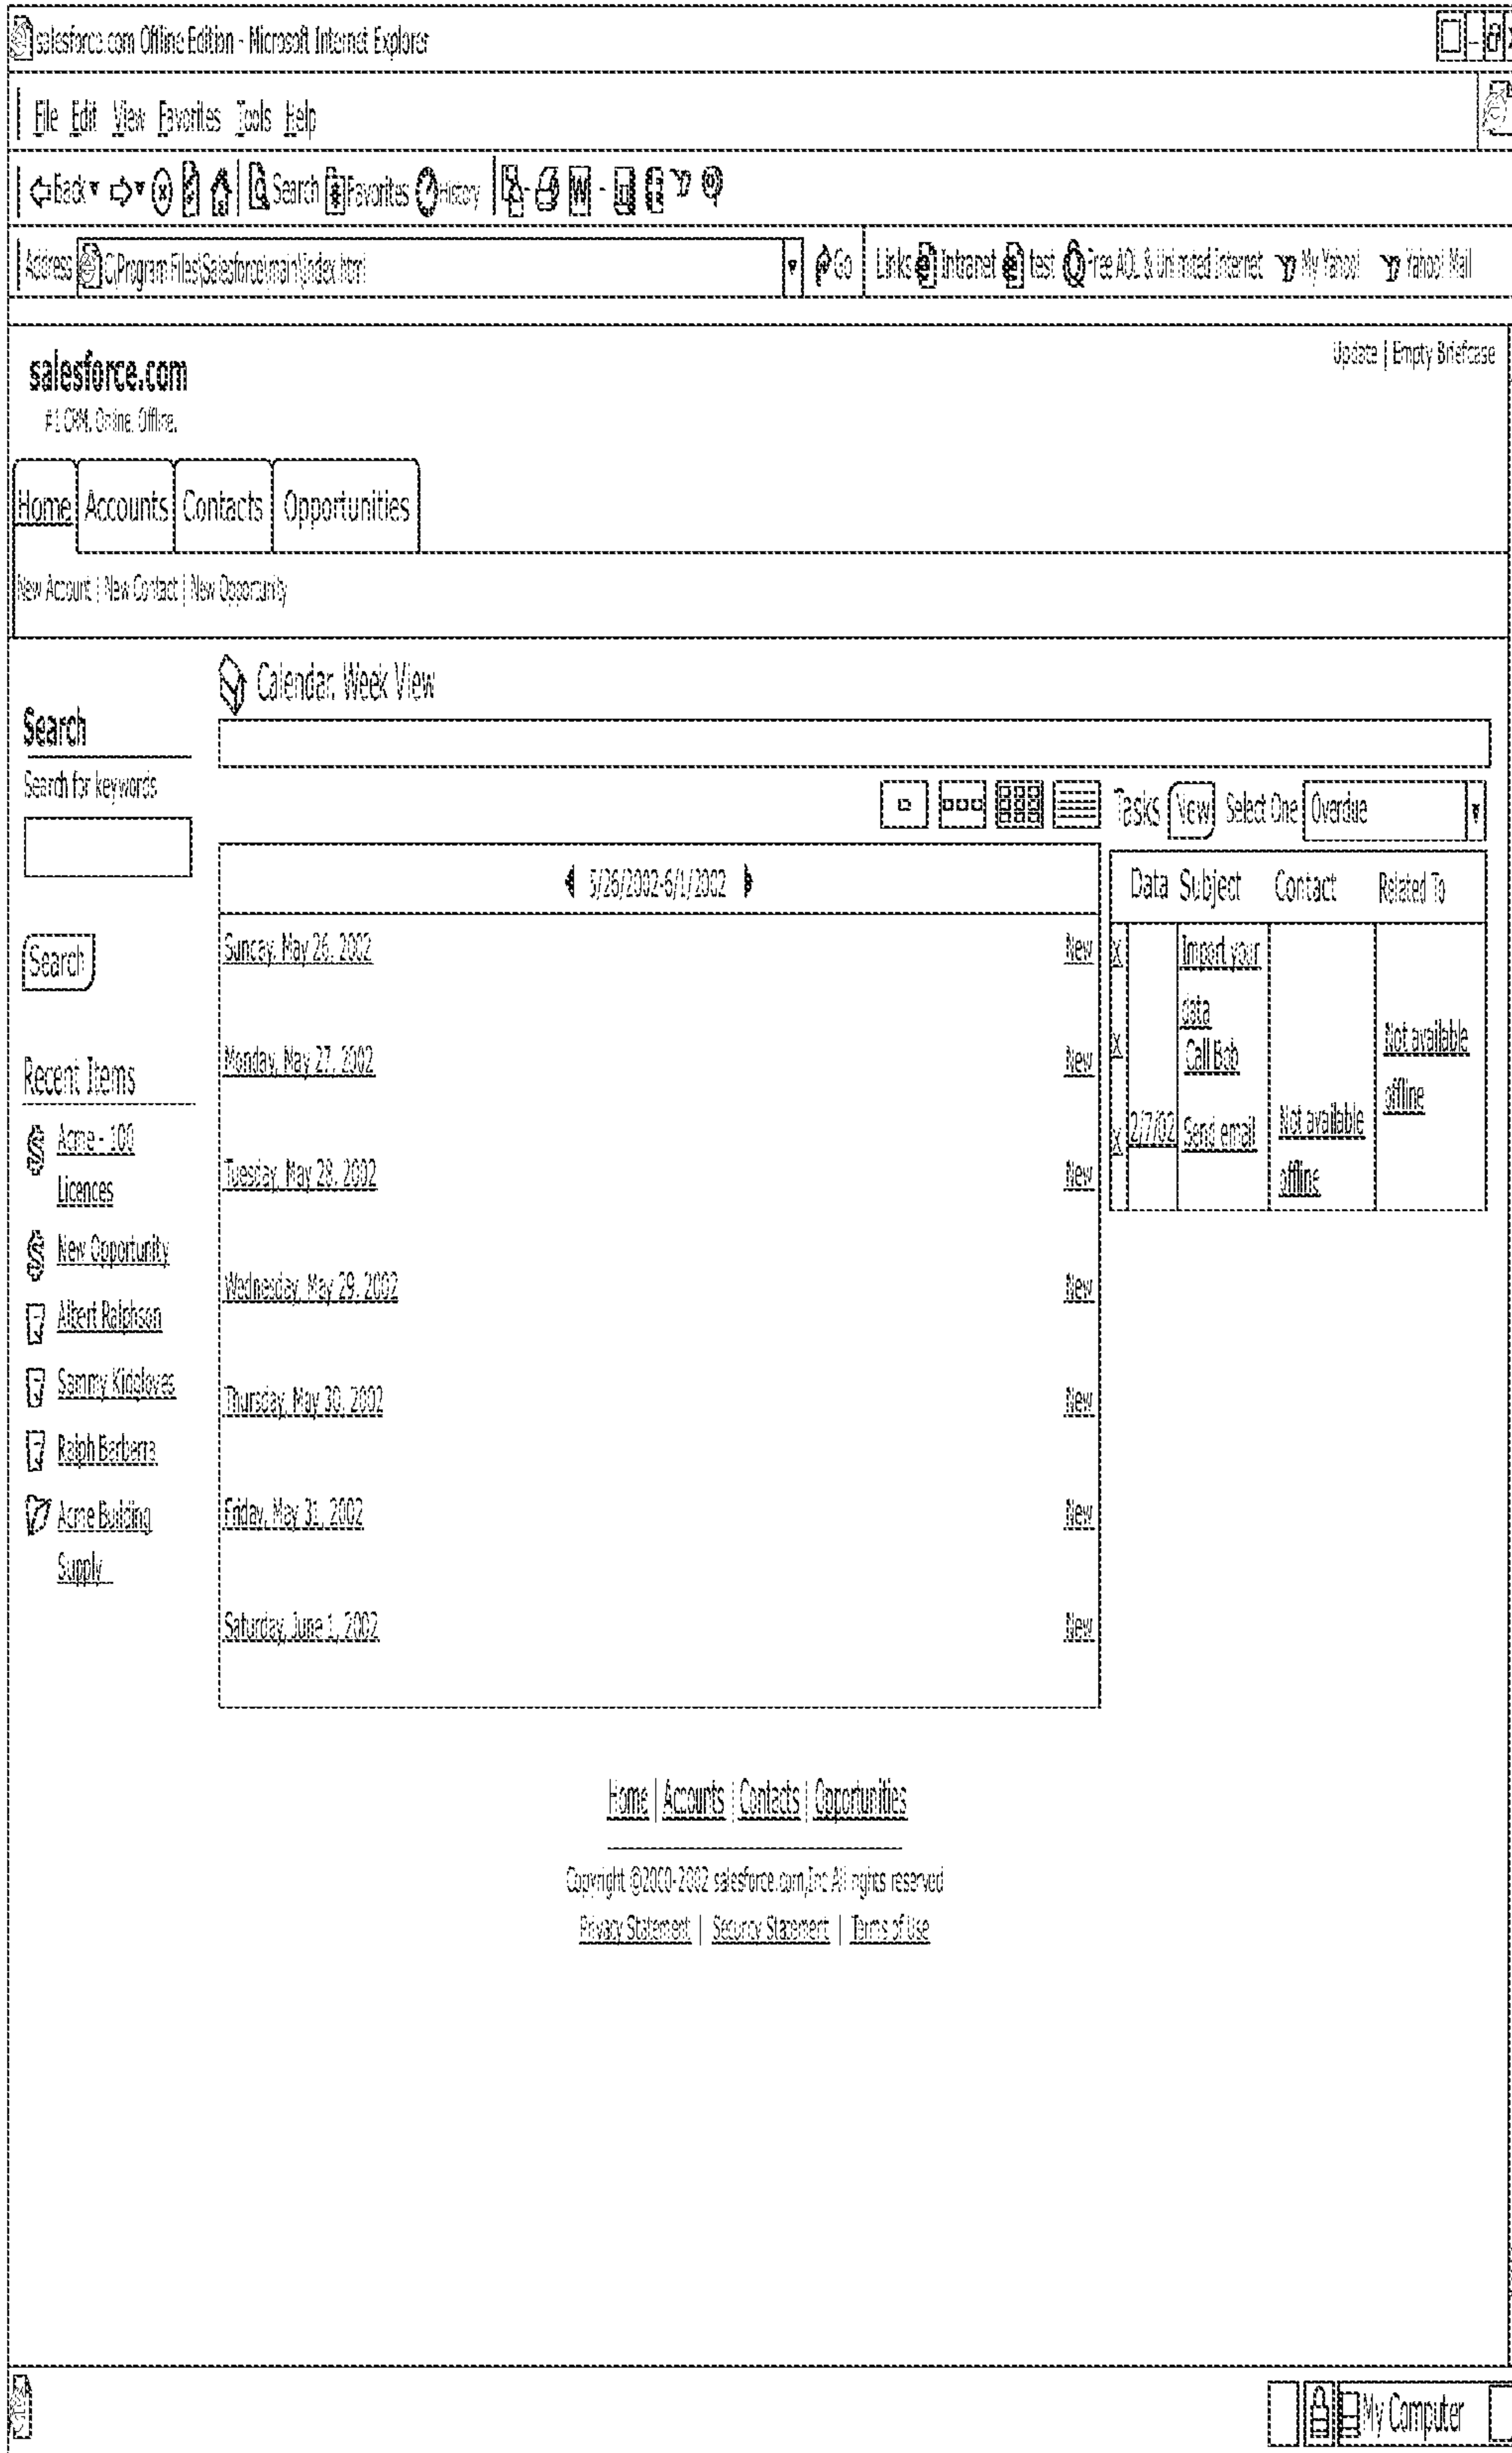 salesforce.com Offline Edition - Microsoft Internet Explorer
File Edit View Favorites Tools Help
Back Search Favorites History W
Address C:\Program Files\Salesforce\main\Index.html Go Links Intranet test Free AOL & Unlimited Internet My Yahoo! Yahoo! Mail
salesforce.com
Update | Empty Briefcase
#1 CRM. Online. Offline.
Home Accounts Contacts Opportunities
New Account | New Contact | New Opportunity
Calendar. Week View
Search
Search for keywords
Search
Recent Items
Acme - 100
Licences
New Opportunity
Albert Ralphson
Sammy Kidgloves
Ralph Barberra
Acme Building
Supply
5/26/2002-6/1/2002
Sunday, May 26, 2002 New
Monday, May 27, 2002 New
Tuesday, May 28, 2002 New
Wednesday, May 29, 2002 New
Thursday, May 30, 2002 New
Friday, May 31, 2002 New
Saturday, June 1, 2002 New
Tasks New Select One Overdue
Data Subject Contact Related To
X Import your
data
X Call Bob
Not available
offline
X 2/7/02 Send email Not available
offline
Home | Accounts | Contacts | Opportunities
Copyright @2000-2002 salesforce.com,Inc All rights reserved
Privacy Statement | Security Statement | Terms of Use
My Computer